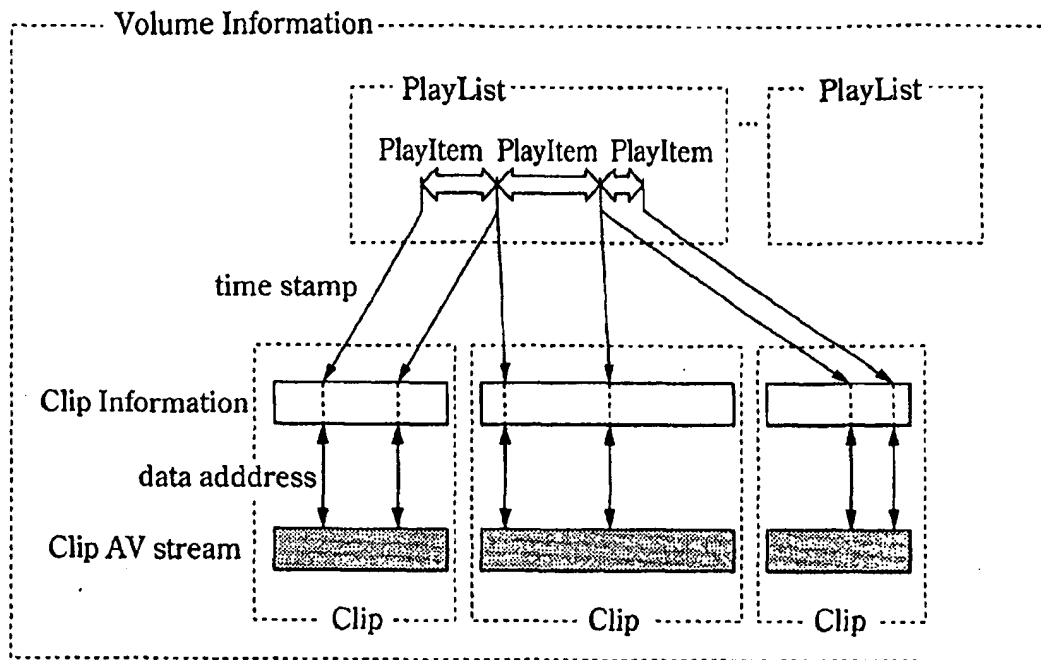 Volume Information
PlayList
PlayList
...
PlayItem PlayItem PlayItem
time stamp
Clip Information
data adddress
Clip AV stream
Clip
Clip
Clip